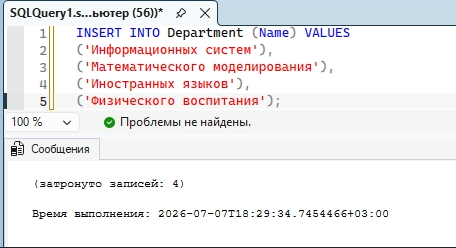 SQLQuery1.s...ьютер (56))*
1 INSERT INTO Department (Name) VALUES
2 ('Информационных систем'),
3 ('Математического моделирования'),
4 ('Иностранных языков'),
5 ('Физического воспитания');
100 % Проблемы не найдены.
Сообщения
(затронуто записей: 4)
Время выполнения: 2026-07-07T18:29:34.7454466+03:00